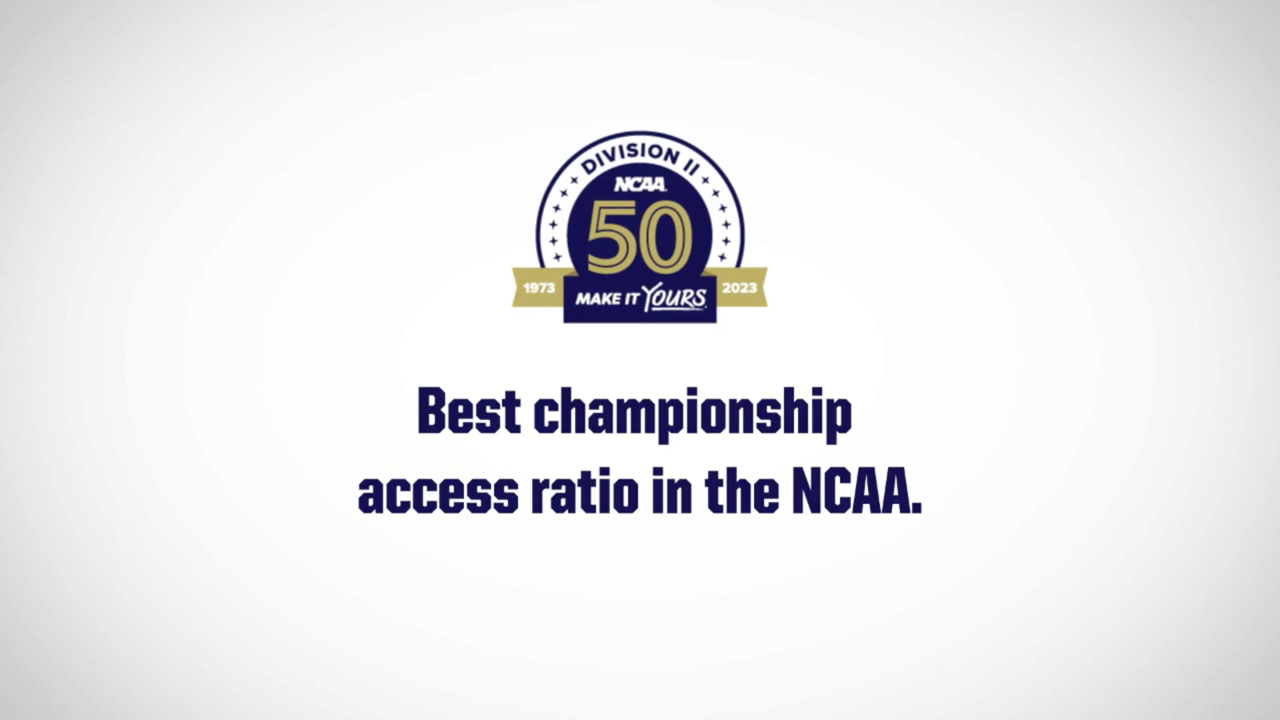 DIVISION II
NCAA
50
1973
MAKE IT YOURS
2023
Best championship
access ratio in the NCAA.